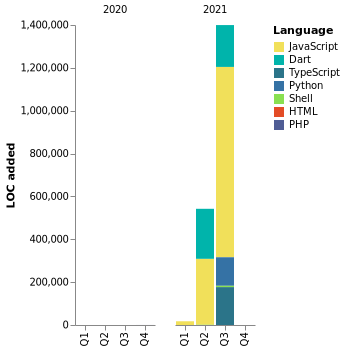 2020 2021
1,400,000
1,200,000
1,000,000
800,000
600,000
400,000
200,000
0
LOC added
Q1 Q2 Q3 Q4 Q1 Q2 Q3 Q4
Language
JavaScript
Dart
TypeScript
Python
Shell
HTML
PHP